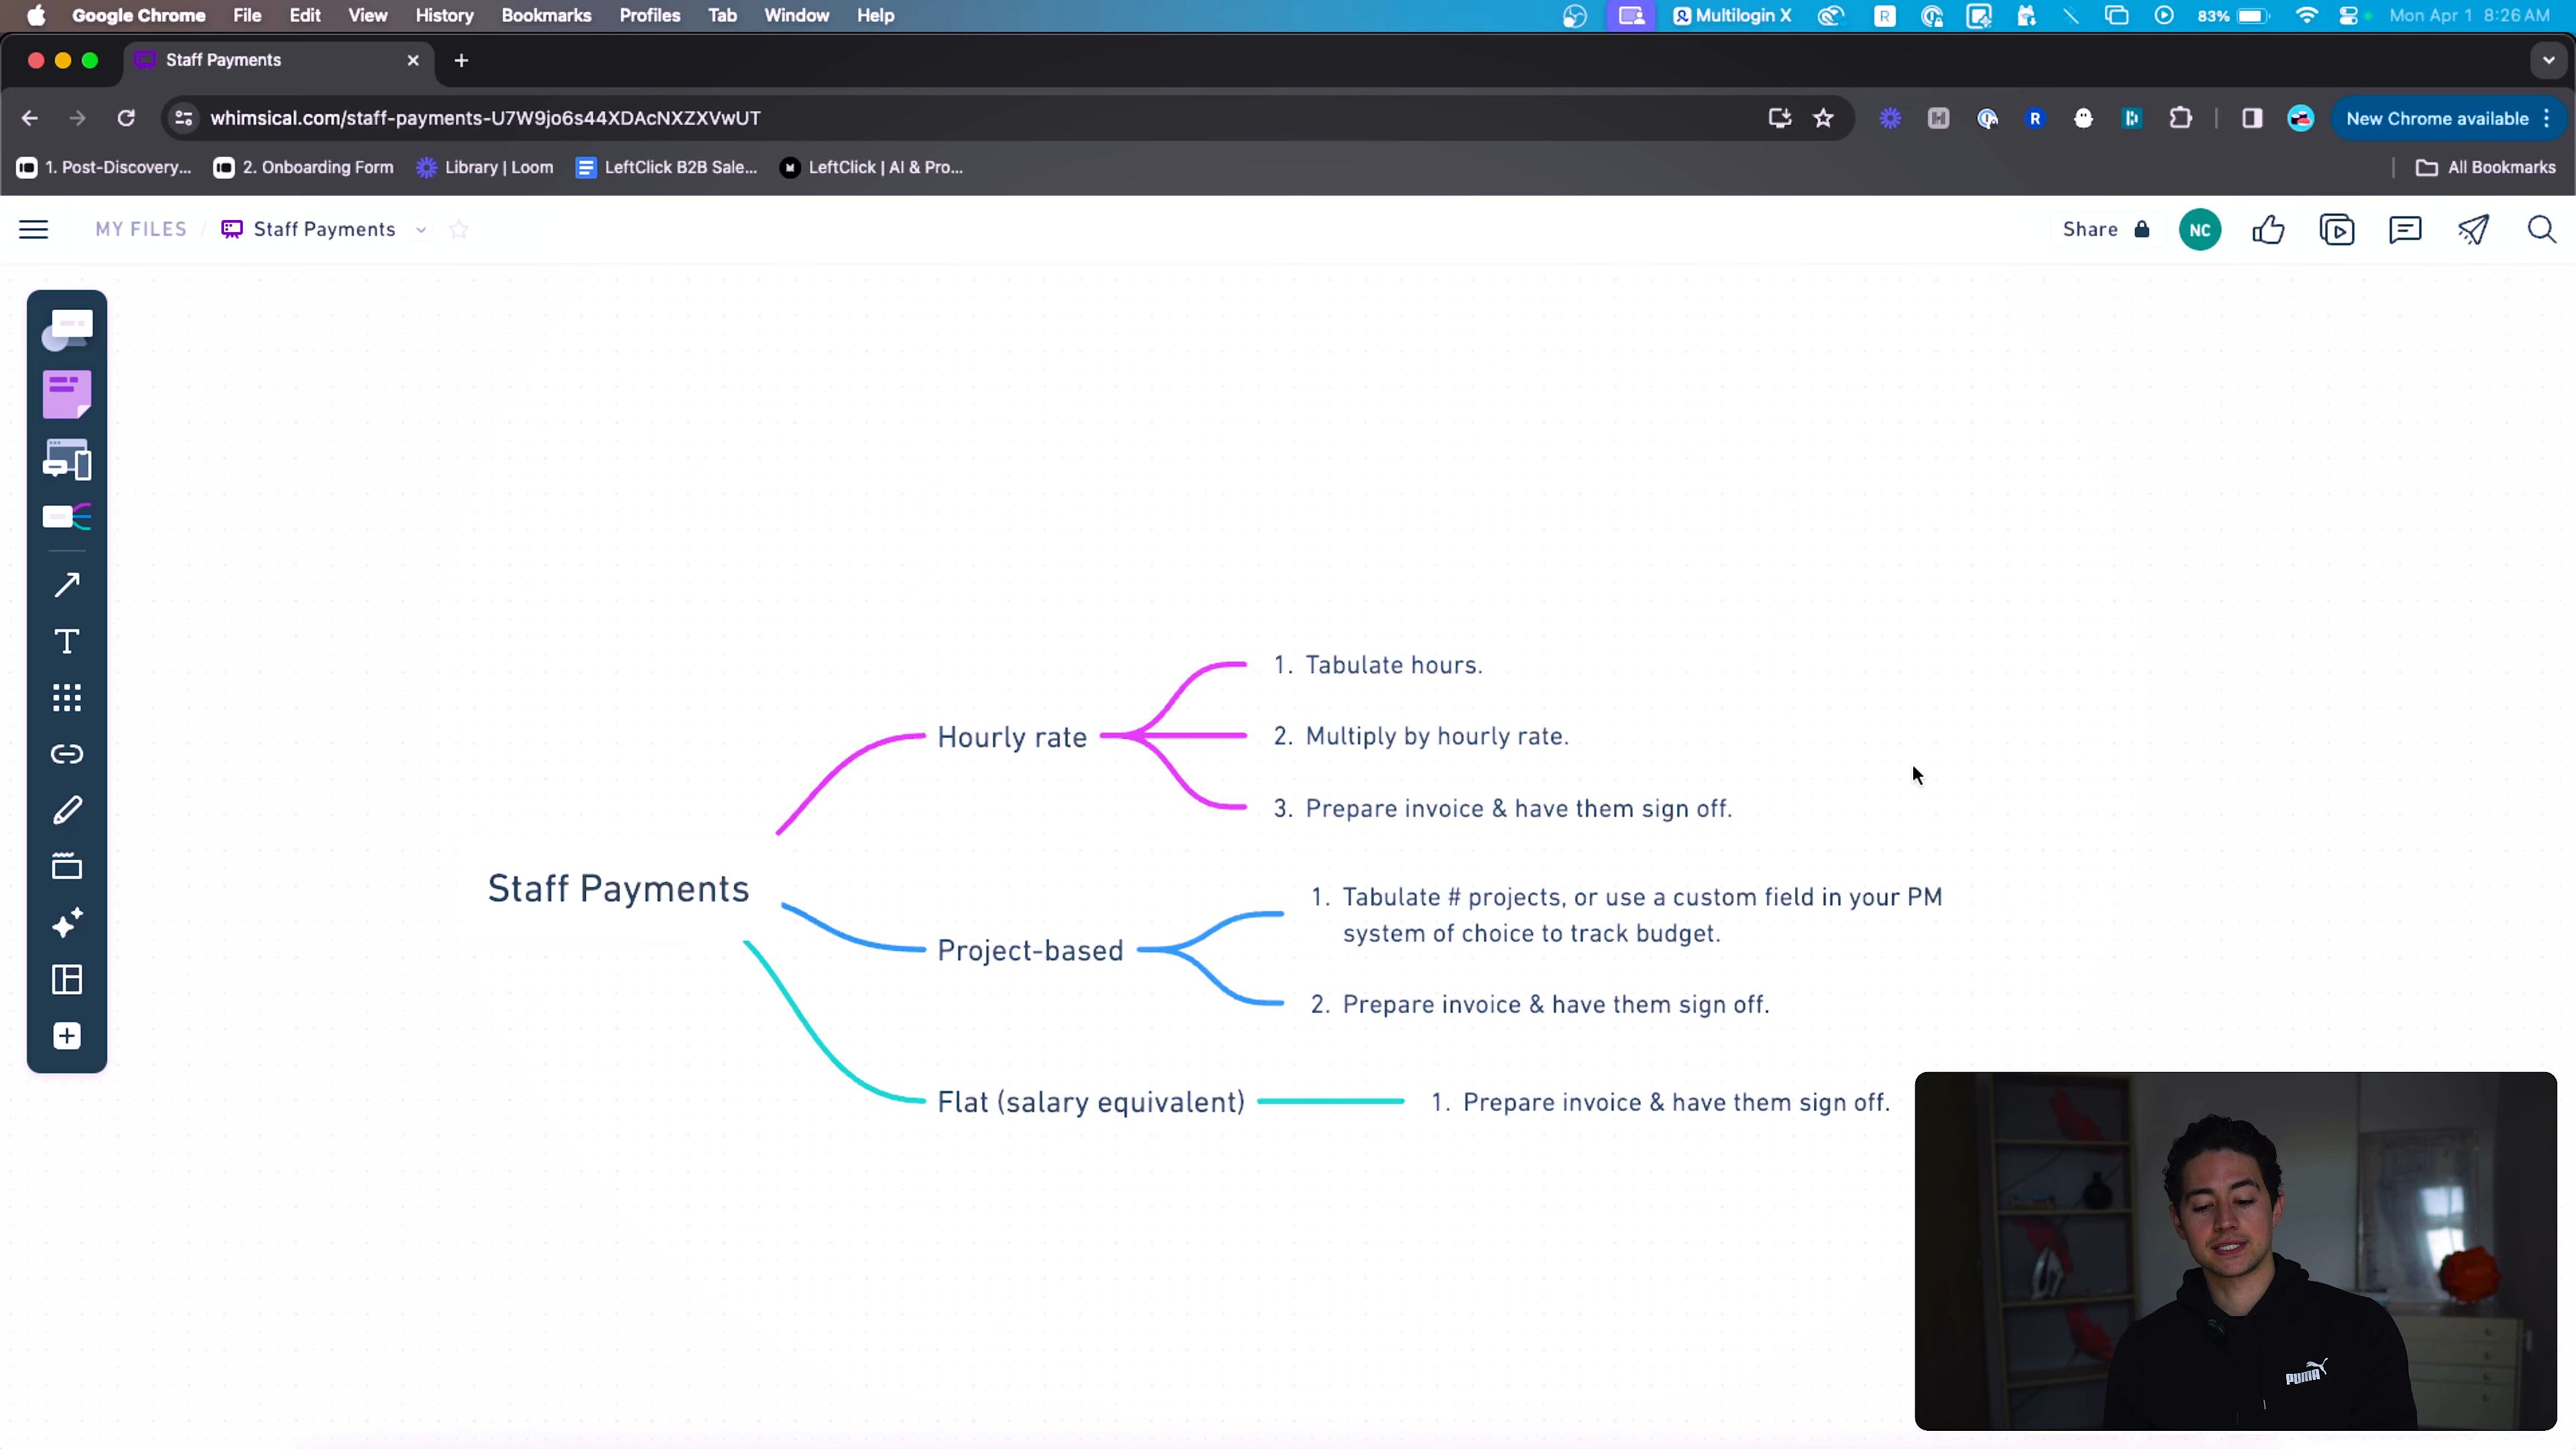 Google Chrome File Edit View History Bookmarks Profiles Tab Window Help Multilogin X R 83% Mon Apr 1 8:26 AM
Staff Payments
whimsical.com/staff-payments-U7W9jo6s44XDAcNXZXVwUT H R New Chrome available
1. Post-Discovery... 2. Onboarding Form Library | Loom LeftClick B2B Sale... LeftClick | AI & Pro... All Bookmarks
MY FILES / Staff Payments Share NC
1. Tabulate hours.
Hourly rate
2. Multiply by hourly rate.
3. Prepare invoice & have them sign off.
Staff Payments
1. Tabulate # projects, or use a custom field in your PM
system of choice to track budget.
Project-based
2. Prepare invoice & have them sign off.
Flat (salary equivalent)
1. Prepare invoice & have them sign off.
PUMA